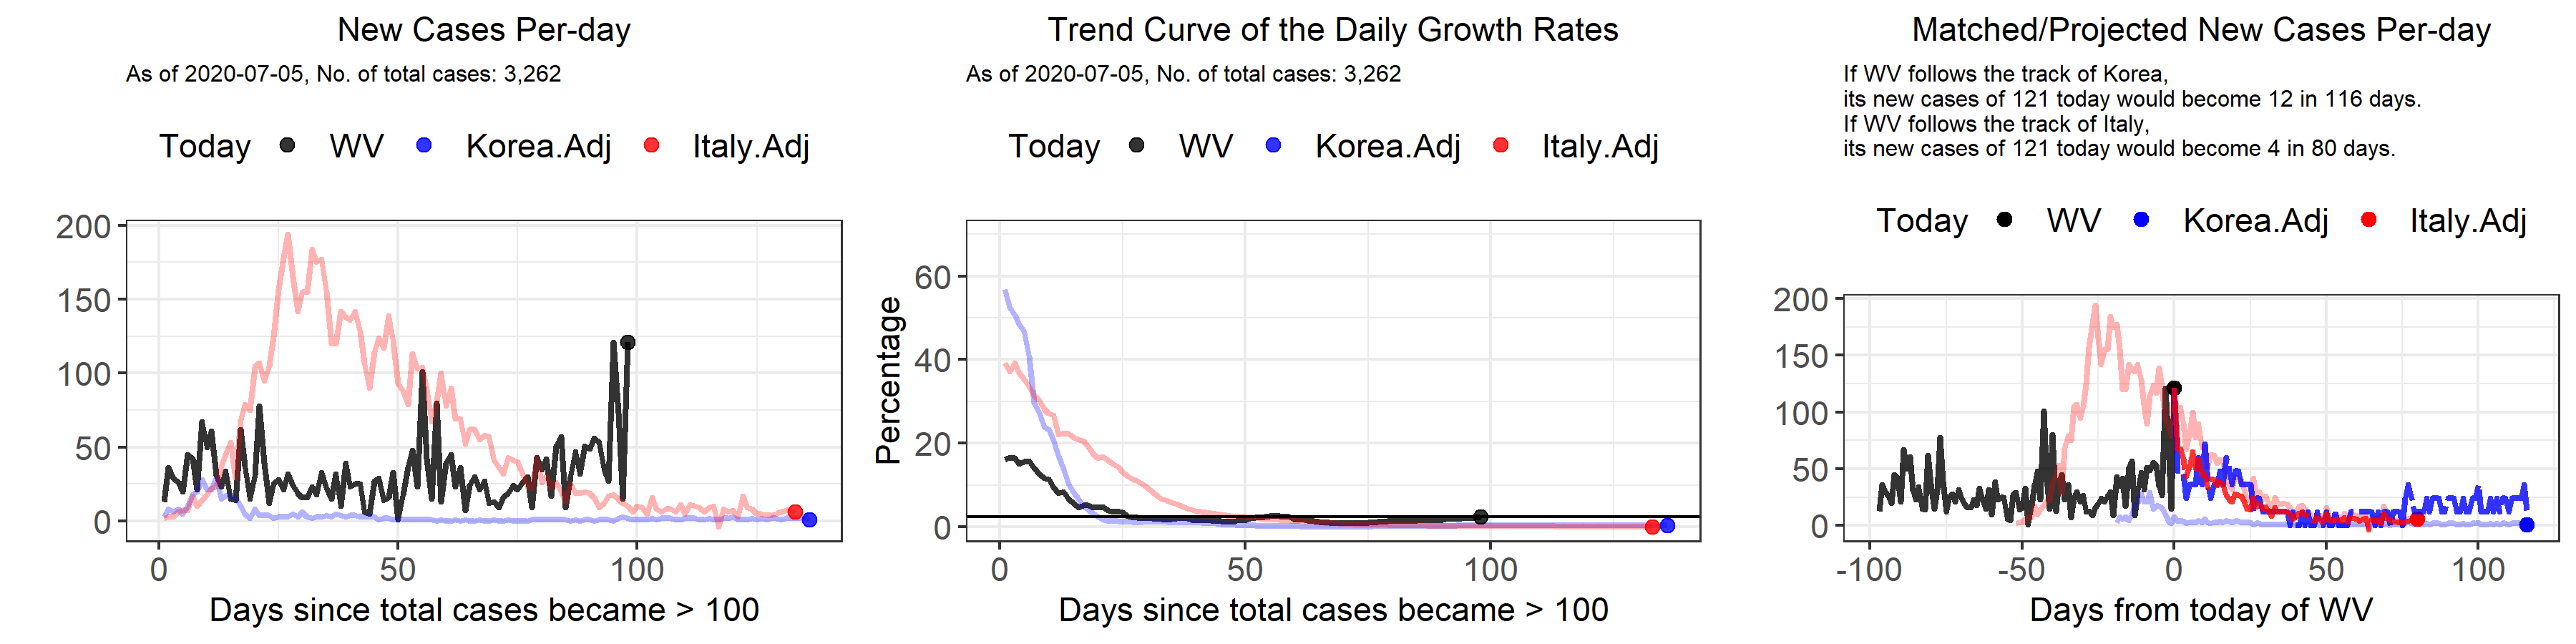 New Cases Per-day
As of 2020-07-05, No. of total cases: 3,262
Today WV Korea.Adj Italy.Adj
200
150
100
50
0
0 50 100
Days since total cases became > 100
Trend Curve of the Daily Growth Rates
As of 2020-07-05, No. of total cases: 3,262
Today WV Korea.Adj Italy.Adj
Percentage
60
40
20
0
0 50 100
Days since total cases became > 100
Matched/Projected New Cases Per-day
If WV follows the track of Korea,
its new cases of 121 today would become 12 in 116 days.
If WV follows the track of Italy,
its new cases of 121 today would become 4 in 80 days.
Today WV Korea.Adj Italy.Adj
200
150
100
50
0
-100 -50 0 50 100
Days from today of WV